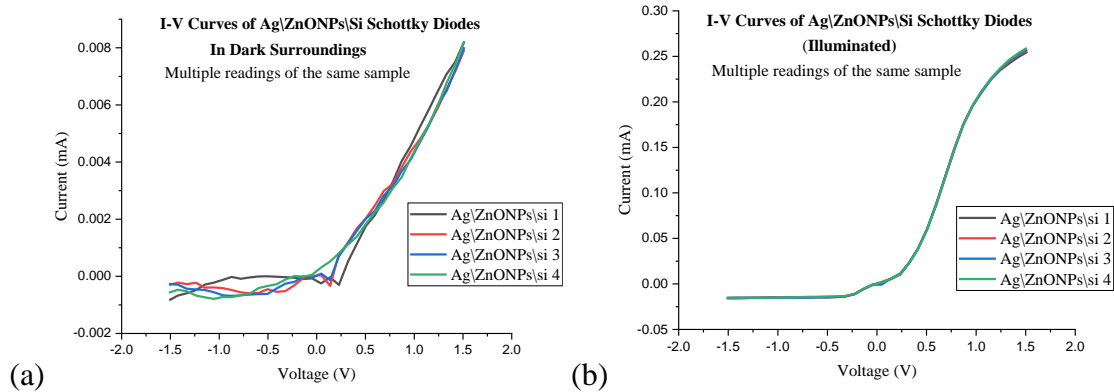 I-V Curves of Ag\ZnONPs\Si Schottky Diodes
In Dark Surroundings
Multiple readings of the same sample
0.008
0.006
0.004
0.002
0.000
-0.002
Current (mA)
Ag\ZnONPs\si 1
Ag\ZnONPs\si 2
Ag\ZnONPs\si 3
Ag\ZnONPs\si 4
-2.0 -1.5 -1.0 -0.5 0.0 0.5 1.0 1.5 2.0
Voltage (V)
(a)
I-V Curves of Ag\ZnONPs\Si Schottky Diodes
(Illuminated)
Multiple readings of the same sample
0.30
0.25
0.20
0.15
0.10
0.05
0.00
-0.05
Current (mA)
Ag\ZnONPs\si 1
Ag\ZnONPs\si 2
Ag\ZnONPs\si 3
Ag\ZnONPs\si 4
-2.0 -1.5 -1.0 -0.5 0.0 0.5 1.0 1.5 2.0
Voltage (V)
(b)